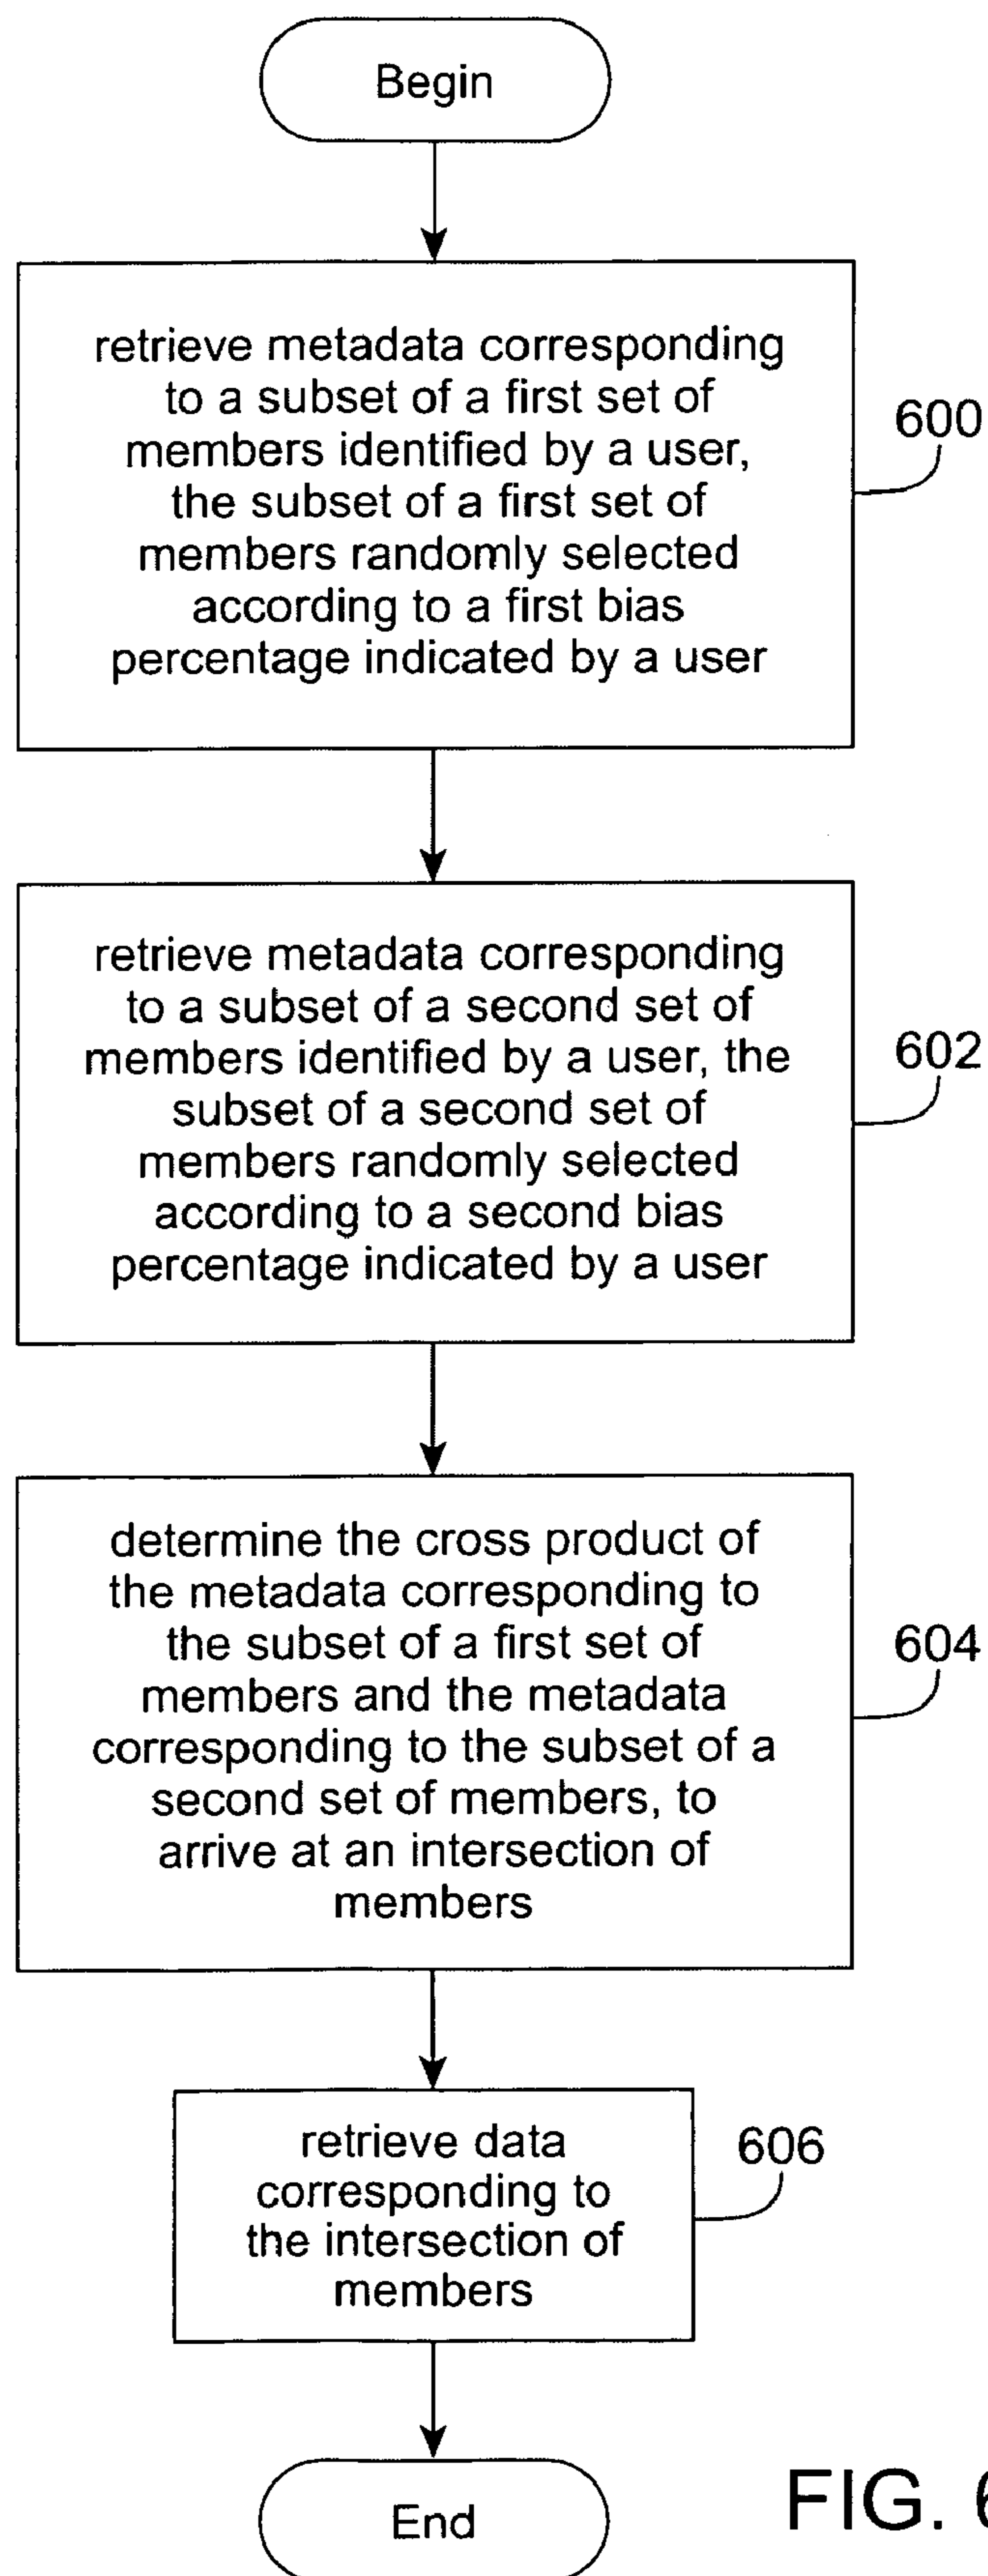 Begin
retrieve metadata corresponding
to a subset of a first set of
members identified by a user,
the subset of a first set of
members randomly selected
according to a first bias
percentage indicated by a user
600
retrieve metadata corresponding
to a subset of a second set of
members identified by a user, the
subset of a second set of
members randomly selected
according to a second bias
percentage indicated by a user
602
determine the cross product of
the metadata corresponding to
the subset of a first set of
members and the metadata
corresponding to the subset of a
second set of members, to
arrive at an intersection of
members
604
retrieve data
corresponding to
the intersection of
members
606
End
FIG. 6